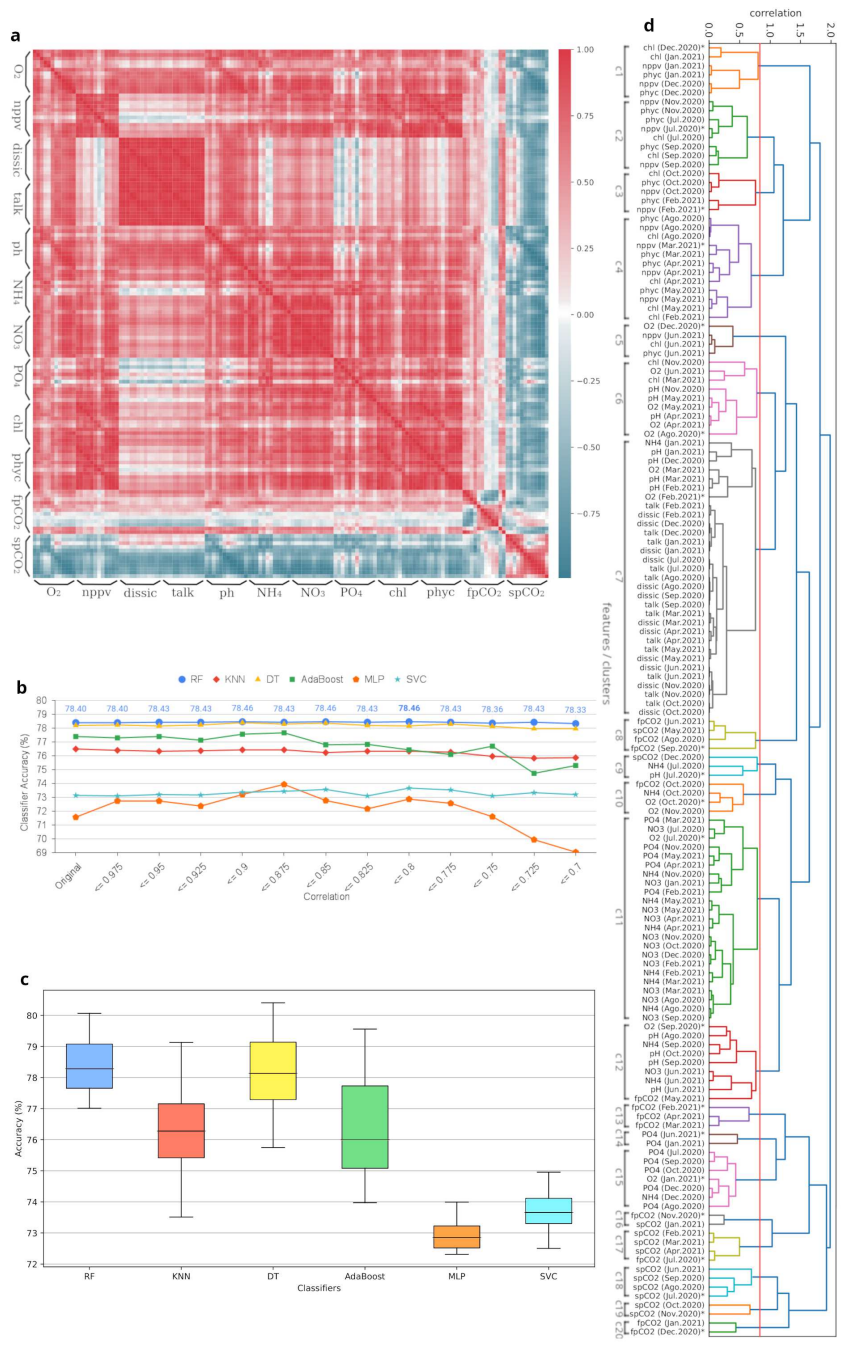 a
O₂
nppv
dissic
talk
ph
NH₄
NO₃
PO₄
chl
phyc
fpCO₂
spCO₂
O₂ nppv dissic talk ph NH₄ NO₃ PO₄ chl phyc fpCO₂ spCO₂
1.00
0.75
0.50
0.25
0.00
−0.25
−0.50
−0.75
b
RF KNN DT AdaBoost MLP SVC
Classifier Accuracy (%)
80
79
78
77
76
75
74
73
72
71
70
69
78.40 78.40 78.43 78.43 78.46 78.43 78.46 78.43 78.46 78.43 78.36 78.43 78.33
Original <= 0.975 <= 0.95 <= 0.925 <= 0.9 <= 0.875 <= 0.85 <= 0.825 <= 0.8 <= 0.775 <= 0.75 <= 0.725 <= 0.7
Correlation
c
Accuracy (%)
80
79
78
77
76
75
74
73
72
RF KNN DT AdaBoost MLP SVC
Classifiers
d
correlation
0.0 0.5 1.0 1.5 2.0
features / clusters
c1
c2
c3
c4
c5
c6
c7
c8
c9
c10
c11
c12
c13
c14
c15
c16
c17
c18
c19
c20
chl (Dec.2020)*
chl (Jan.2021)
nppv (Jan.2021)
phyc (Jan.2021)
nppv (Dec.2020)
phyc (Dec.2020)
nppv (Nov.2020)
phyc (Nov.2020)
phyc (Jul.2020)
nppv (Jul.2020)*
chl (Jul.2020)
phyc (Sep.2020)
chl (Sep.2020)
nppv (Sep.2020)
chl (Oct.2020)
phyc (Oct.2020)
nppv (Oct.2020)
phyc (Feb.2021)
nppv (Feb.2021)*
phyc (Ago.2020)
nppv (Ago.2020)
chl (Ago.2020)
nppv (Mar.2021)*
phyc (Mar.2021)
phyc (Apr.2021)
nppv (Apr.2021)
chl (Apr.2021)
phyc (May.2021)
nppv (May.2021)
chl (May.2021)
chl (Feb.2021)
O2 (Dec.2020)*
nppv (Jun.2021)
chl (Jun.2021)
phyc (Jun.2021)
chl (Nov.2020)
O2 (Jun.2021)
chl (Mar.2021)
pH (Nov.2020)
pH (May.2021)
O2 (May.2021)
pH (Apr.2021)
O2 (Apr.2021)
O2 (Ago.2020)*
NH4 (Jan.2021)
pH (Jan.2021)
pH (Dec.2020)
O2 (Mar.2021)
pH (Mar.2021)
pH (Feb.2021)
O2 (Feb.2021)*
talk (Feb.2021)
dissic (Feb.2021)
dissic (Dec.2020)
talk (Dec.2020)
talk (Jan.2021)
dissic (Jan.2021)
dissic (Jul.2020)
talk (Jul.2020)
talk (Ago.2020)
dissic (Ago.2020)
dissic (Sep.2020)
talk (Sep.2020)
talk (Mar.2021)
dissic (Mar.2021)
dissic (Apr.2021)
talk (Apr.2021)
talk (May.2021)
dissic (May.2021)
dissic (Jun.2021)
talk (Jun.2021)
dissic (Nov.2020)
talk (Nov.2020)
talk (Oct.2020)
dissic (Oct.2020)
fpCO2 (Jun.2021)
spCO2 (May.2021)
fpCO2 (Ago.2020)
fpCO2 (Sep.2020)*
spCO2 (Dec.2020)
NH4 (Jul.2020)
pH (Jul.2020)*
fpCO2 (Oct.2020)
NH4 (Oct.2020)
O2 (Oct.2020)*
O2 (Nov.2020)
PO4 (Mar.2021)
NO3 (Jul.2020)
O2 (Jul.2020)*
PO4 (Nov.2020)
PO4 (May.2021)
PO4 (Apr.2021)
NH4 (Nov.2020)
NO3 (Jan.2021)
PO4 (Feb.2021)
NH4 (May.2021)
NO3 (May.2021)
NO3 (Apr.2021)
NH4 (Apr.2021)
NO3 (Nov.2020)
NO3 (Oct.2020)
NO3 (Dec.2020)
NO3 (Feb.2021)
NH4 (Feb.2021)
NH4 (Mar.2021)
NO3 (Mar.2021)
NO3 (Ago.2020)
NH4 (Ago.2020)
NO3 (Sep.2020)
O2 (Sep.2020)*
pH (Ago.2020)
NH4 (Sep.2020)
pH (Oct.2020)
pH (Sep.2020)
NO3 (Jun.2021)
NH4 (Jun.2021)
pH (Jun.2021)
fpCO2 (May.2021)
fpCO2 (Feb.2021)*
fpCO2 (Apr.2021)
fpCO2 (Mar.2021)
PO4 (Jun.2021)*
PO4 (Jan.2021)
PO4 (Jul.2020)
PO4 (Sep.2020)
PO4 (Oct.2020)
O2 (Jan.2021)*
PO4 (Dec.2020)
NH4 (Dec.2020)
PO4 (Ago.2020)
fpCO2 (Nov.2020)*
spCO2 (Jan.2021)
spCO2 (Feb.2021)
spCO2 (Mar.2021)
spCO2 (Apr.2021)
fpCO2 (Jul.2020)*
spCO2 (Jun.2021)
spCO2 (Sep.2020)
spCO2 (Ago.2020)
spCO2 (Jul.2020)*
spCO2 (Oct.2020)
spCO2 (Nov.2020)*
fpCO2 (Jan.2021)
fpCO2 (Dec.2020)*